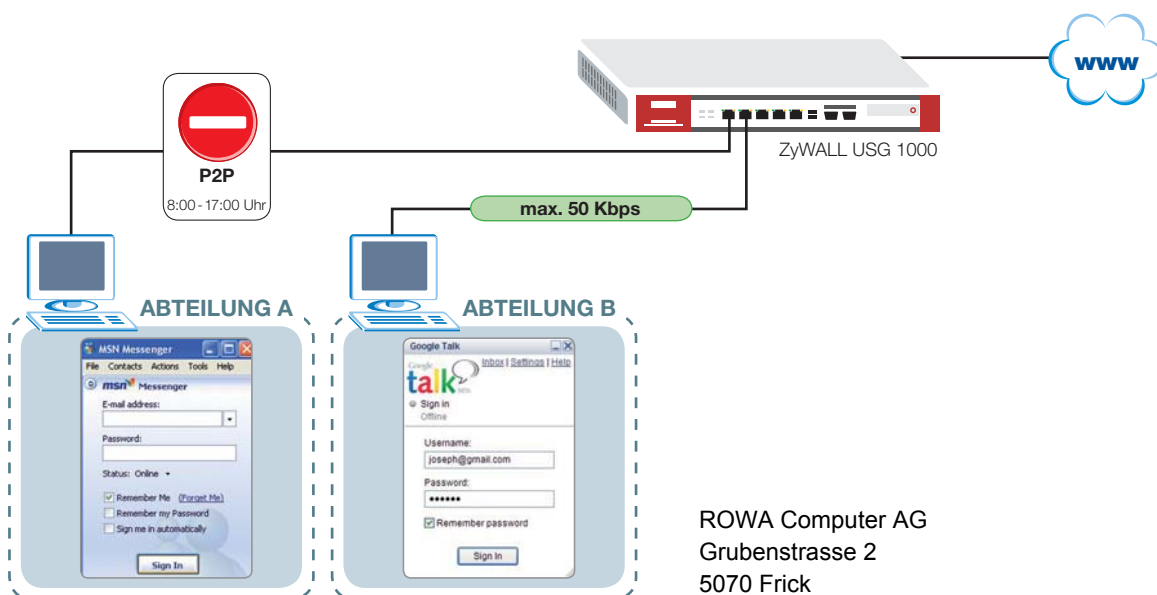 www
P2P
8:00 - 17:00 Uhr
ZyWALL USG 1000
max. 50 Kbps
ABTEILUNG A
MSN Messenger
File Contacts Actions Tools Help
msn Messenger
E-mail address:
Password:
Status: Online
Remember Me (Forget Me)
Remember my Password
Sign me in automatically
Sign In
ABTEILUNG B
Google Talk
Inbox | Settings | Help
Google
talk
BETA
Sign in
Offline
Username:
joseph@gmail.com
Password:
••••••
Remember password
Sign In
ROWA Computer AG
Grubenstrasse 2
5070 Frick